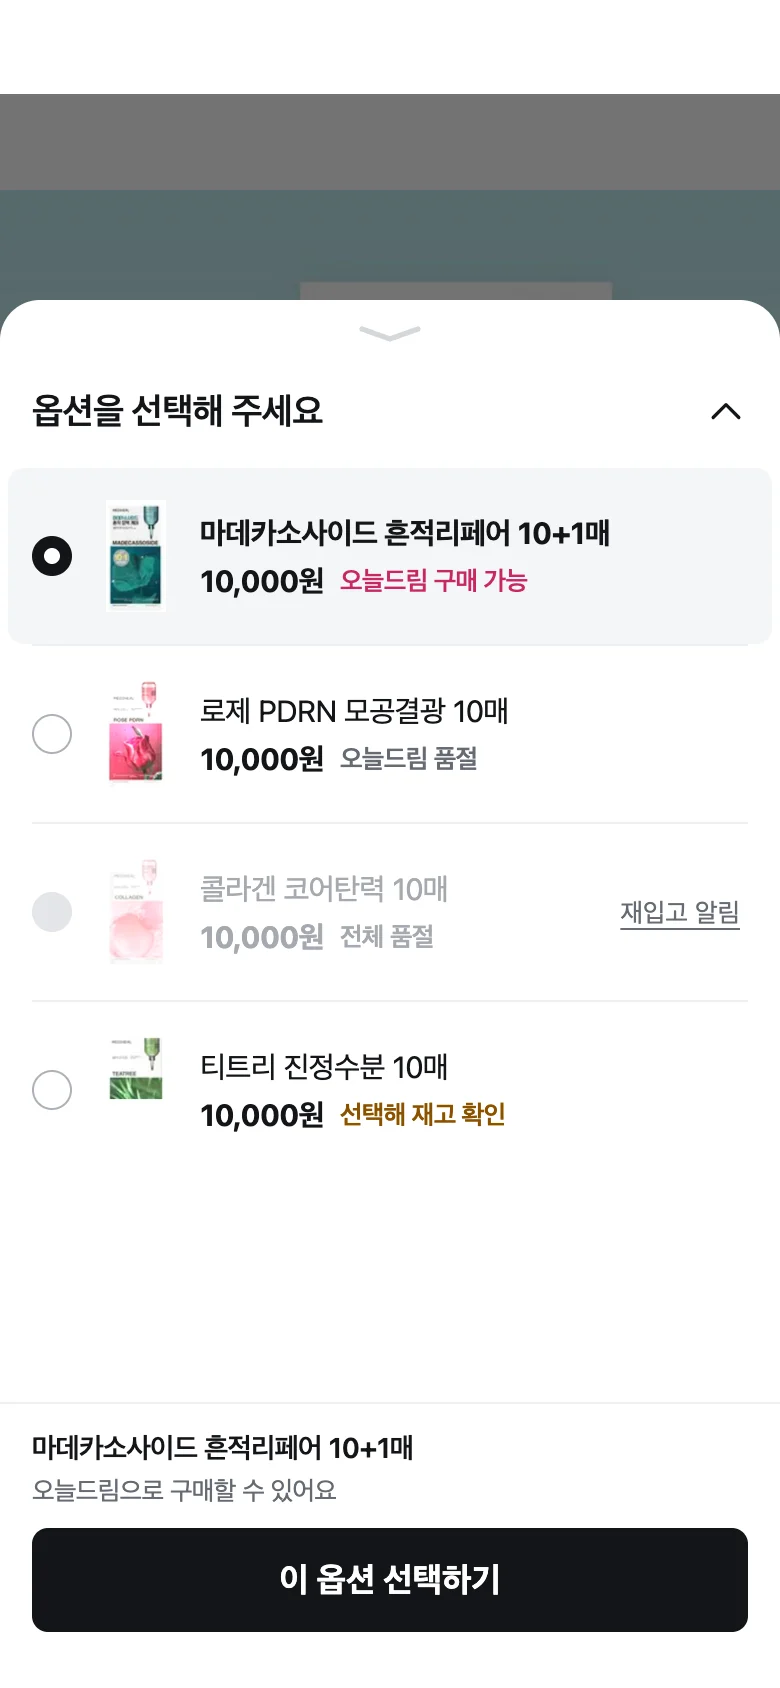 옵션을 선택해 주세요
MADECASSOSIDE
마데카소사이드 흔적리페어 10+1매
10,000원 오늘드림 구매 가능
ROSE PDRN
로제 PDRN 모공결광 10매
10,000원 오늘드림 품절
COLLAGEN
콜라겐 코어탄력 10매
10,000원 전체 품절
재입고 알림
TEATREE
티트리 진정수분 10매
10,000원 선택해 재고 확인
마데카소사이드 흔적리페어 10+1매
오늘드림으로 구매할 수 있어요
이 옵션 선택하기